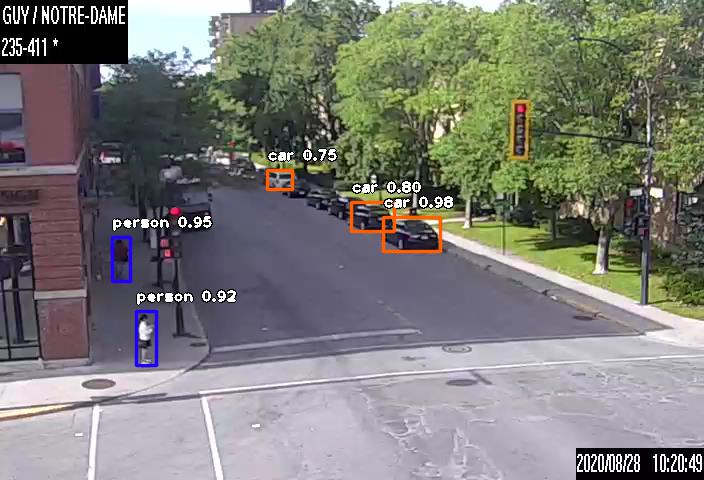 GUY / NOTRE-DAME
235-411 *
car 0.75
car 0.80
car 0.98
person 0.95
person 0.92
2020/08/28 10:20:49